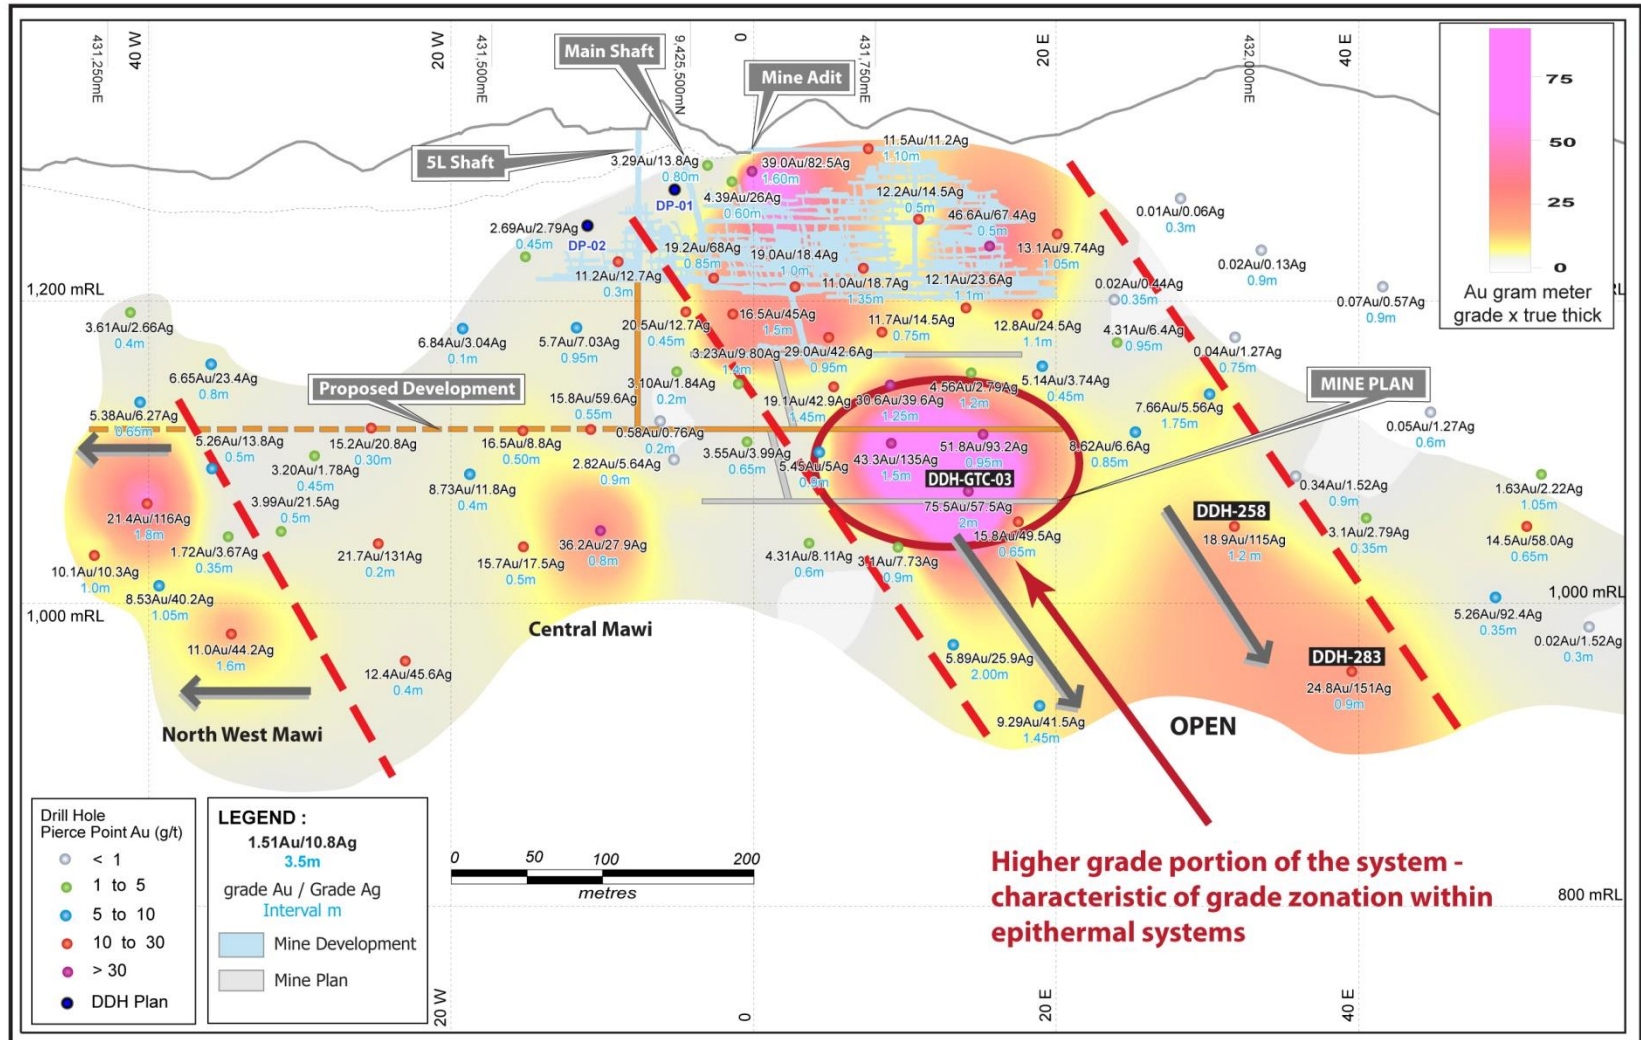 431,250mE
40 W
20 W
431,500mE
9,425,500mN
0
431,750mE
20 E
432,000mE
40 E
Main Shaft
Mine Adit
5L Shaft
75
50
25
0
Au gram meter
grade x true thick
11.5Au/11.2Ag
1.10m
3.29Au/13.8Ag
0.80m
39.0Au/82.5Ag
1.60m
4.39Au/26Ag
0.60m
DP-01
12.2Au/14.5Ag
0.5m
46.6Au/67.4Ag
0.5m
0.01Au/0.06Ag
0.3m
2.69Au/2.79Ag
0.45m
DP-02
19.2Au/68Ag
0.85m
19.0Au/18.4Ag
1.0m
13.1Au/9.74Ag
1.05m
0.02Au/0.13Ag
0.9m
11.2Au/12.7Ag
0.3m
11.0Au/18.7Ag
1.35m
12.1Au/23.6Ag
1.1m
0.02Au/0.44Ag
0.35m
0.07Au/0.57Ag
0.9m
1,200 mRL
RL
3.61Au/2.66Ag
0.4m
6.84Au/3.04Ag
0.1m
5.7Au/7.03Ag
0.95m
20.5Au/12.7Ag
0.45m
16.5Au/45Ag
1.5m
11.7Au/14.5Ag
0.75m
12.8Au/24.5Ag
1.1m
4.31Au/6.4Ag
0.95m
0.04Au/1.27Ag
0.75m
3.23Au/9.80Ag
1.4m
29.0Au/42.6Ag
0.95m
6.65Au/23.4Ag
0.8m
Proposed Development
3.10Au/1.84Ag
0.2m
19.1Au/42.9Ag
1.45m
30.6Au/39.6Ag
1.25m
4.56Au/2.79Ag
1.2m
5.14Au/3.74Ag
0.45m
7.66Au/5.56Ag
1.75m
MINE PLAN
5.38Au/6.27Ag
0.65m
15.8Au/59.6Ag
0.55m
0.05Au/1.27Ag
0.6m
5.26Au/13.8Ag
0.5m
15.2Au/20.8Ag
0.30m
16.5Au/8.8Ag
0.50m
0.58Au/0.76Ag
0.2m
3.55Au/3.99Ag
0.65m
5.45Au/5Ag
0.9m
43.3Au/135Ag
1.5m
51.8Au/93.2Ag
0.95m
8.62Au/6.6Ag
0.85m
3.20Au/1.78Ag
0.45m
2.82Au/5.64Ag
0.9m
DDH-GTC-03
0.34Au/1.52Ag
0.9m
1.63Au/2.22Ag
1.05m
8.73Au/11.8Ag
0.4m
3.99Au/21.5Ag
0.5m
21.4Au/116Ag
1.8m
75.5Au/57.5Ag
2m
DDH-258
18.9Au/115Ag
1.2 m
3.1Au/2.79Ag
0.35m
14.5Au/58.0Ag
0.65m
1.72Au/3.67Ag
0.35m
21.7Au/131Ag
0.2m
15.7Au/17.5Ag
0.5m
36.2Au/27.9Ag
0.8m
4.31Au/8.11Ag
0.6m
3.1Au/7.73Ag
0.9m
15.8Au/49.5Ag
0.65m
10.1Au/10.3Ag
1.0m
8.53Au/40.2Ag
1.05m
1,000 mRL
1,000 mRL
5.26Au/92.4Ag
0.35m
0.02Au/1.52Ag
0.3m
11.0Au/44.2Ag
1.6m
Central Mawi
12.4Au/45.6Ag
0.4m
5.89Au/25.9Ag
2.00m
DDH-283
24.8Au/151Ag
0.9m
North West Mawi
9.29Au/41.5Ag
1.45m
OPEN
Drill Hole
Pierce Point Au (g/t)
< 1
1 to 5
5 to 10
10 to 30
> 30
DDH Plan
LEGEND :
1.51Au/10.8Ag
3.5m
grade Au / Grade Ag
Interval m
Mine Development
Mine Plan
0 50 100 200
metres
Higher grade portion of the system -
characteristic of grade zonation within
epithermal systems
800 mRL
20 W
0
20 E
40 E